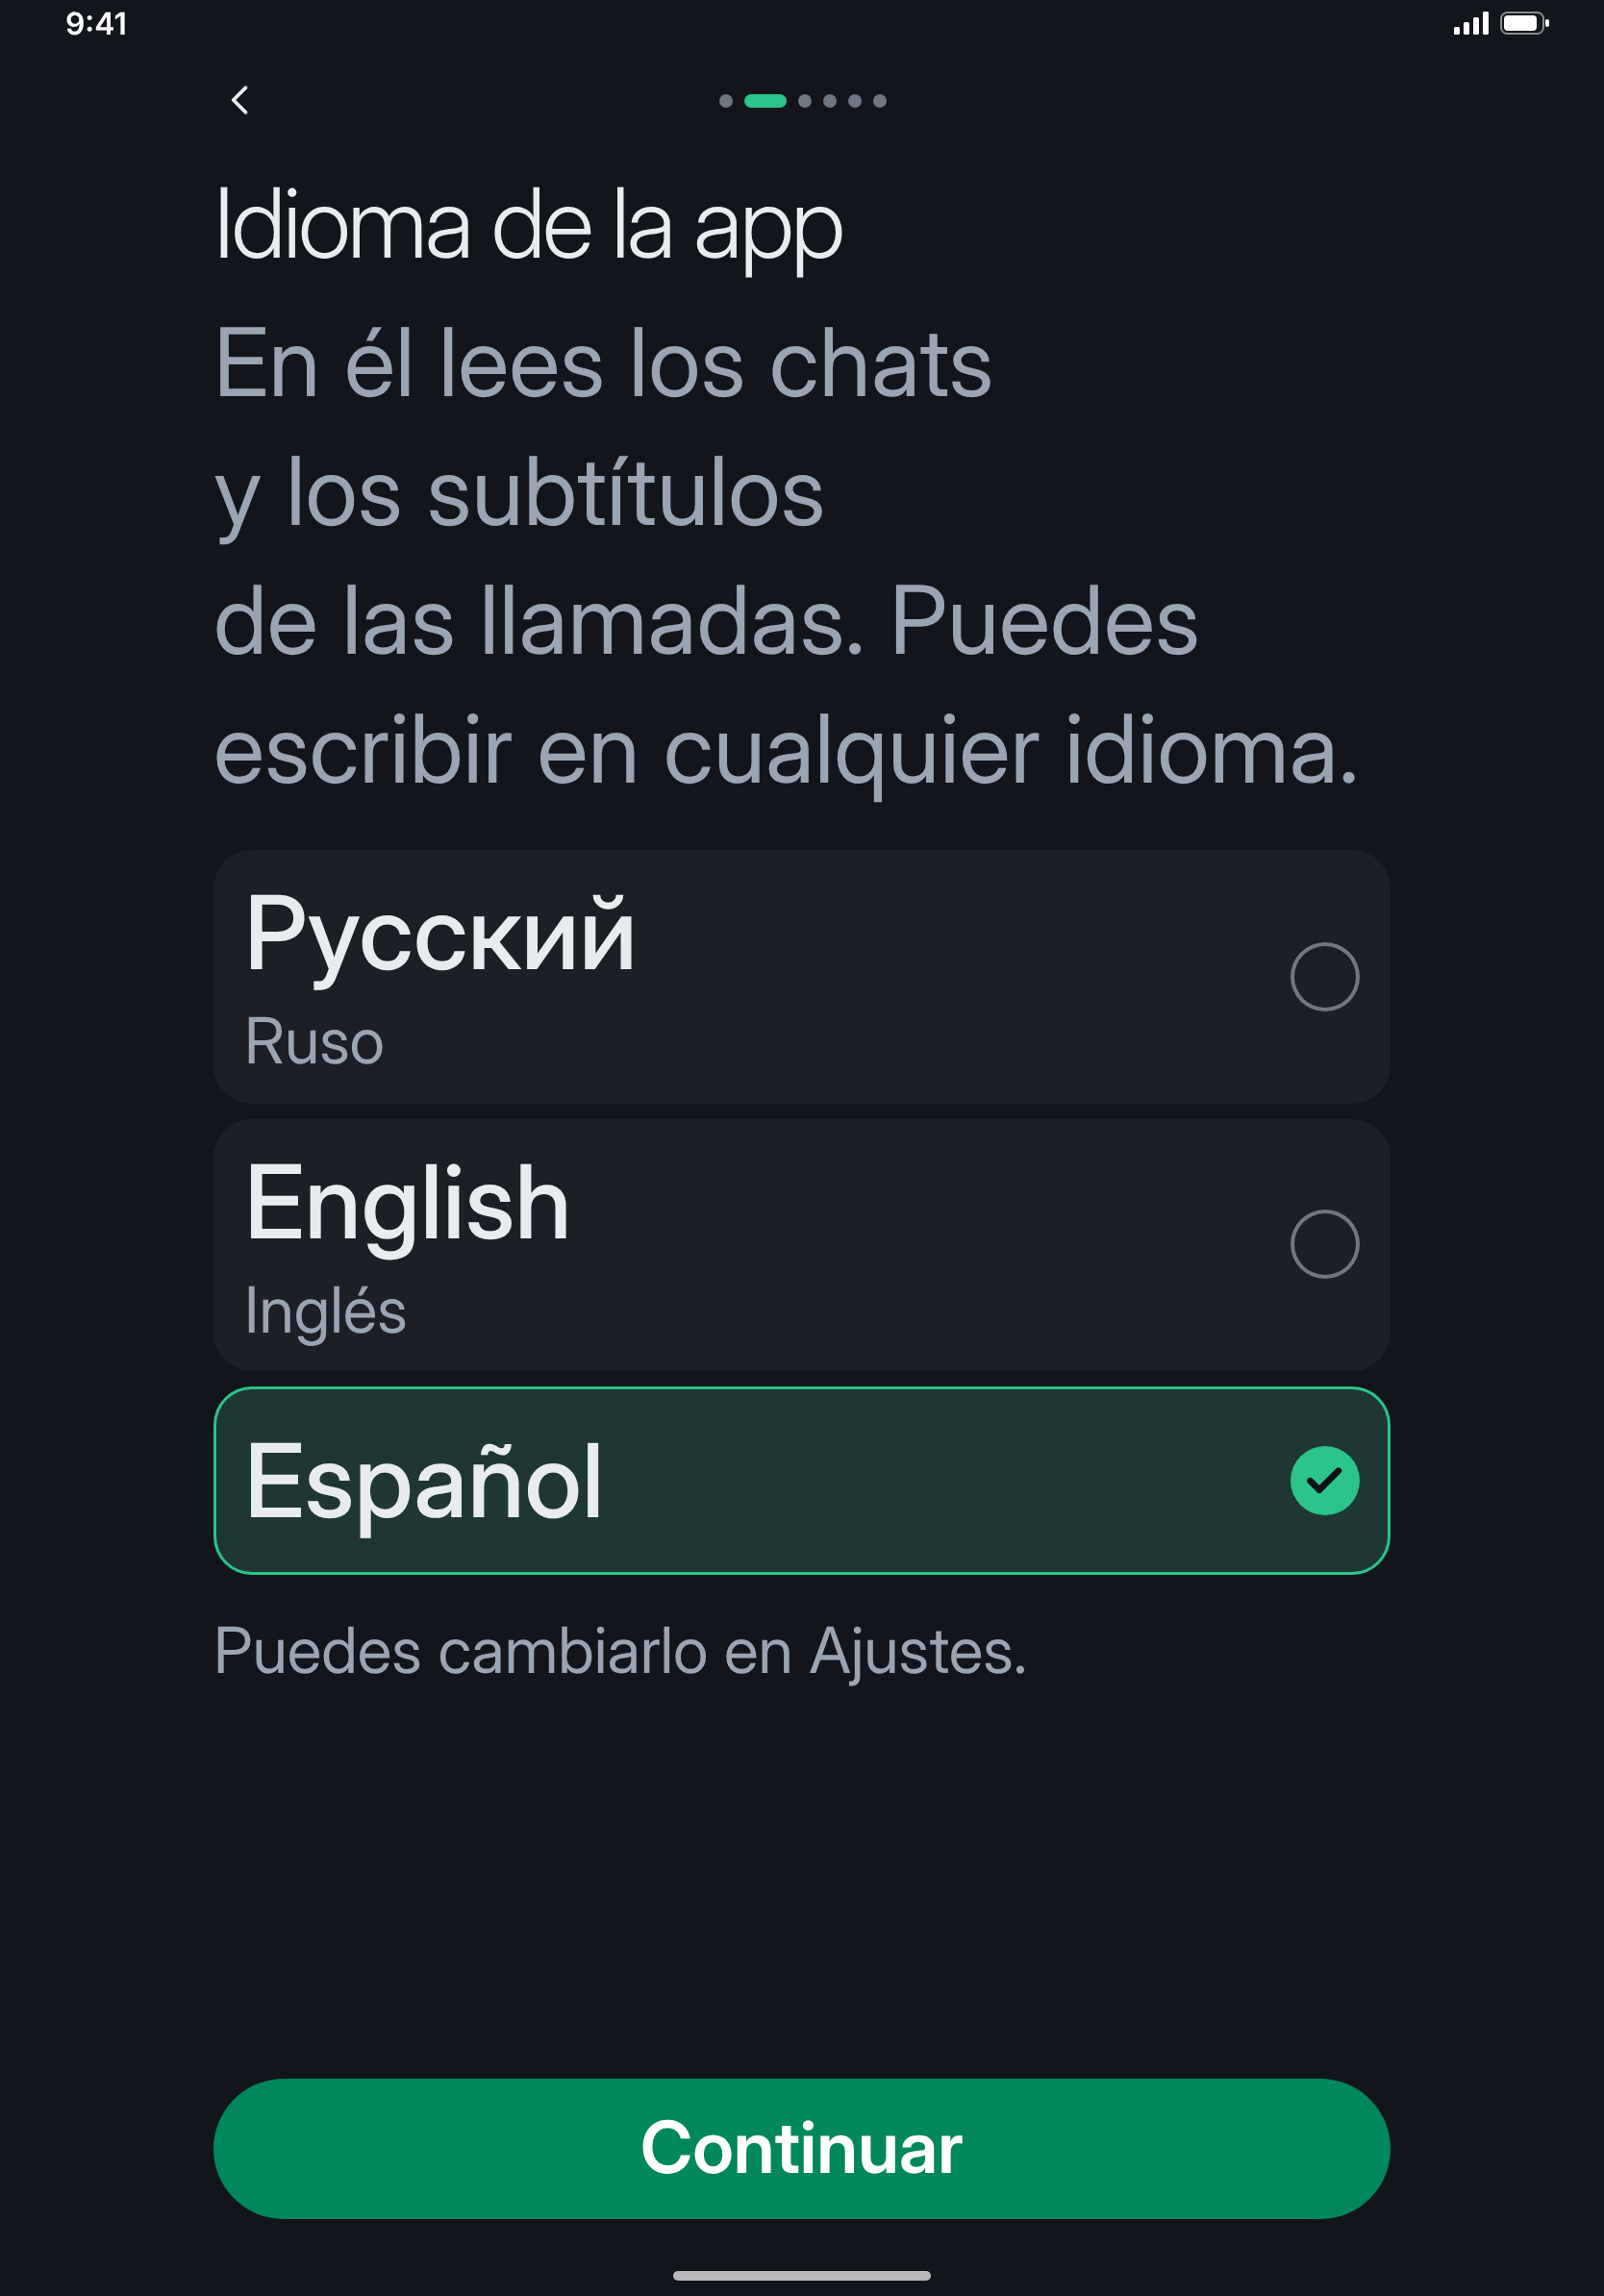 9:41
Idioma de la app
En él lees los chats
y los subtítulos
de las llamadas. Puedes
escribir en cualquier idioma.
Русский
Ruso
English
Inglés
Español
Puedes cambiarlo en Ajustes.
Continuar